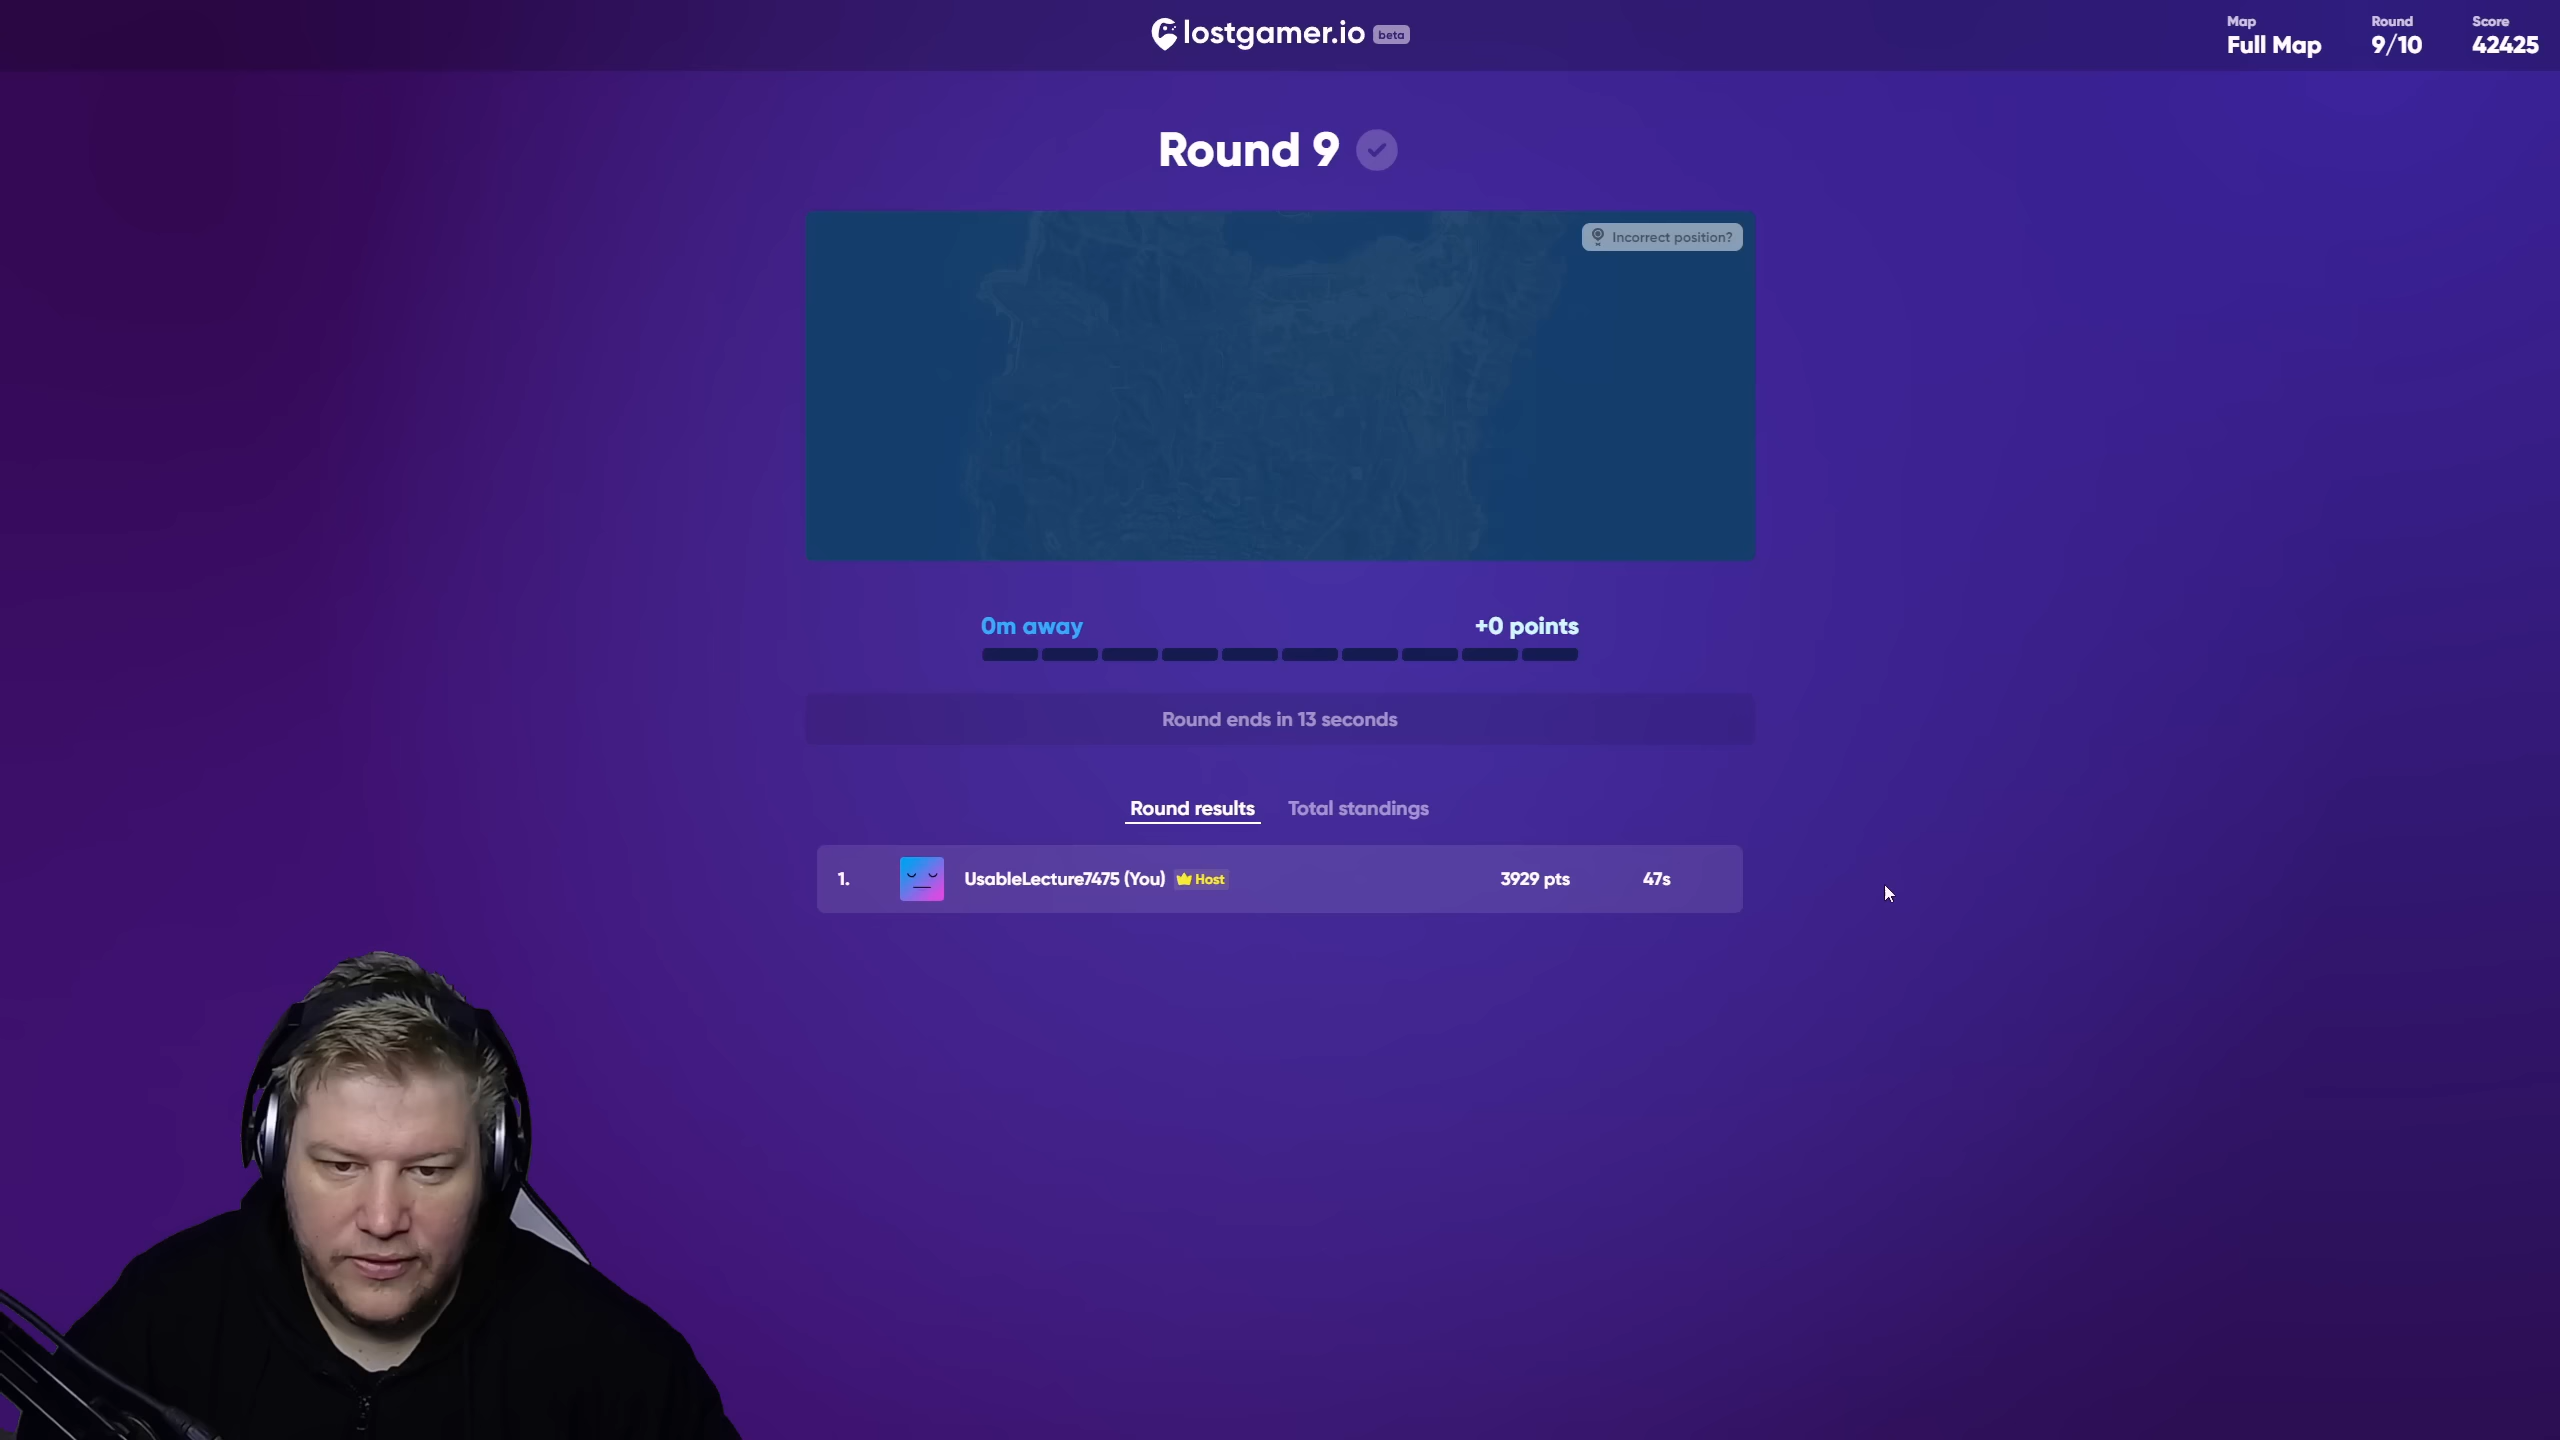 lostgamer.io beta
Map
Full Map
Round
9/10
Score
42425
Round 9
Incorrect position?
0m away
+0 points
Round ends in 13 seconds
Round results
Total standings
1.
UsableLecture7475 (You)
Host
3929 pts
47s